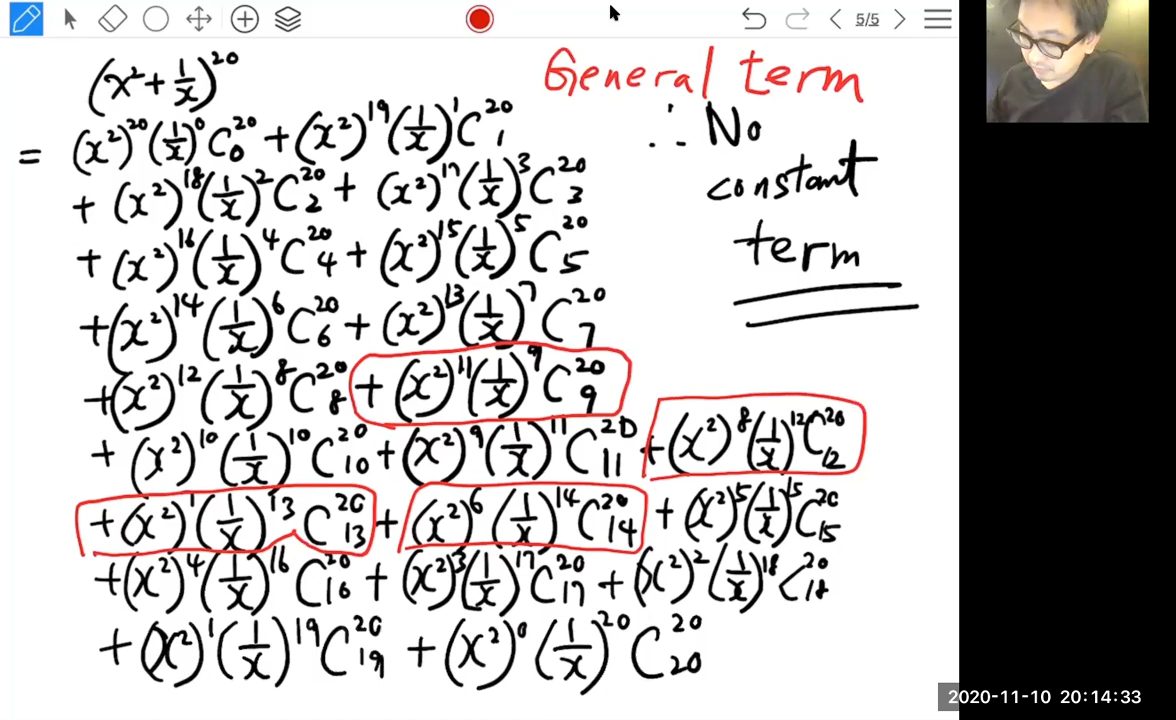 5/5
General term
(x²+1/x)²⁰
∴ No
= (x²)²⁰(1/x)⁰C²⁰₀ +(x²)¹⁹(1/x)¹C²⁰₁
constant
+ (x²)¹⁸(1/x)²C²⁰₂ + (x²)¹⁷(1/x)³C²⁰₃
term
+ (x²)¹⁶(1/x)⁴C²⁰₄ + (x²)¹⁵(1/x)⁵C²⁰₅
+(x²)¹⁴(1/x)⁶C²⁰₆ + (x²)¹³(1/x)⁷C²⁰₇
+(x²)¹²(1/x)⁸C²⁰₈ + (x²)¹¹(1/x)⁹C²⁰₉
+ (x²)¹⁰(1/x)¹⁰C²⁰₁₀ +(x²)⁹(1/x)¹¹C²⁰₁₁ +(x²)⁸(1/x)¹²C²⁰₁₂
+(x²)¹(1/x)¹³C²⁰₁₃ + (x²)⁶(1/x)¹⁴C²⁰₁₄ + (x²)⁵(1/x)¹⁵C²⁰₁₅
+(x²)⁴(1/x)¹⁶C²⁰₁₆ + (x²)³(1/x)¹⁷C²⁰₁₇ + (x²)²(1/x)¹⁸C²⁰₁₈
+ (x²)¹(1/x)¹⁹C²⁰₁₉ + (x²)⁰(1/x)²⁰C²⁰₂₀
2020-11-10 20:14:33